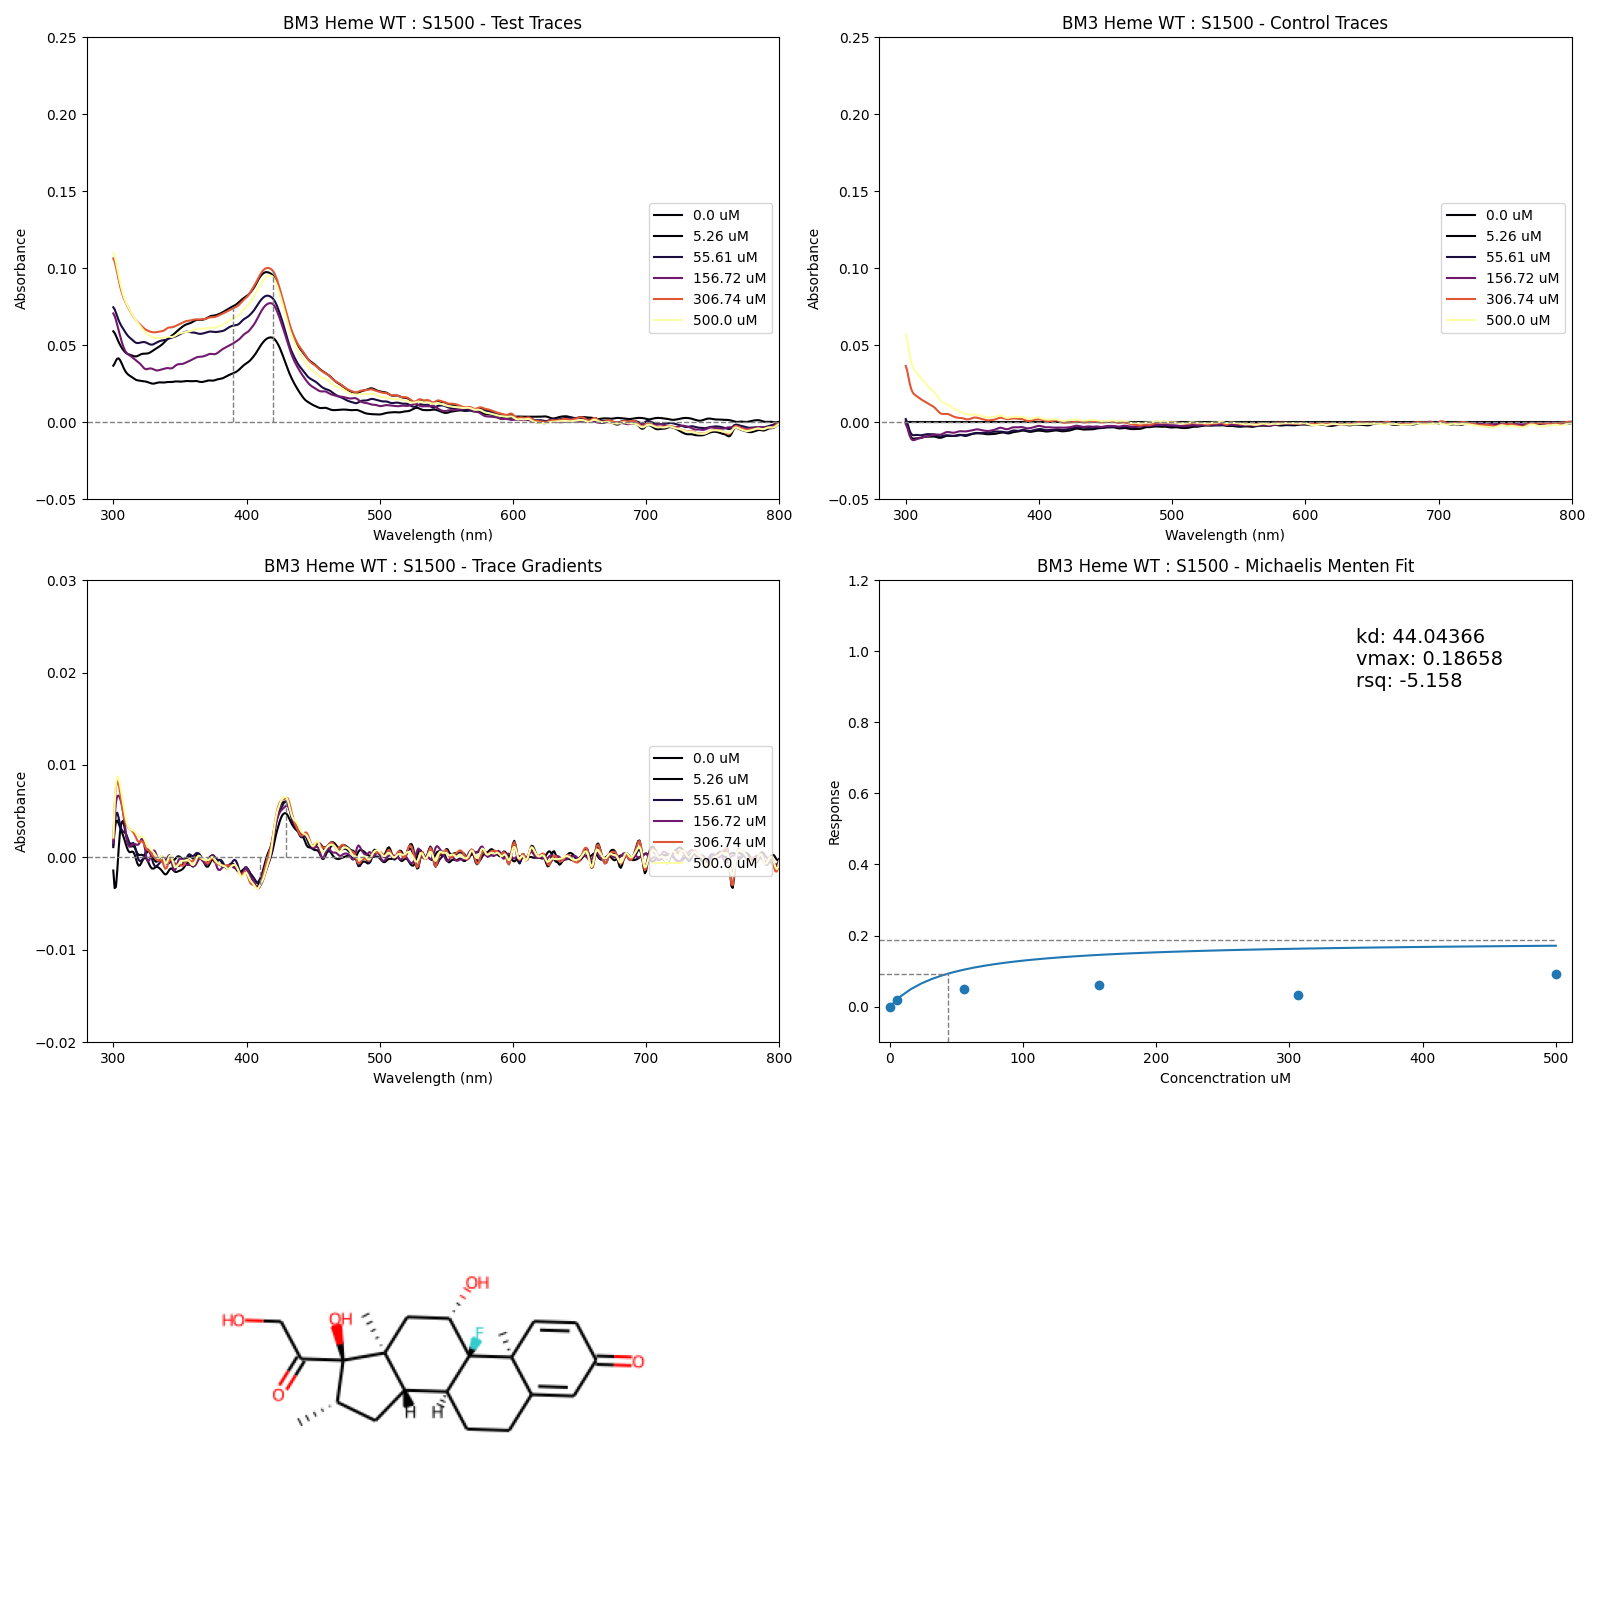 BM3 Heme WT : S1500 - Test Traces
0.25
0.20
0.15
0.10
0.05
0.00
−0.05
Absorbance
300
400
500
600
700
800
Wavelength (nm)
0.0 uM
5.26 uM
55.61 uM
156.72 uM
306.74 uM
500.0 uM
BM3 Heme WT : S1500 - Control Traces
0.25
0.20
0.15
0.10
0.05
0.00
−0.05
Absorbance
300
400
500
600
700
800
Wavelength (nm)
0.0 uM
5.26 uM
55.61 uM
156.72 uM
306.74 uM
500.0 uM
BM3 Heme WT : S1500 - Trace Gradients
0.03
0.02
0.01
0.00
−0.01
−0.02
Absorbance
300
400
500
600
700
800
Wavelength (nm)
0.0 uM
5.26 uM
55.61 uM
156.72 uM
306.74 uM
500.0 uM
BM3 Heme WT : S1500 - Michaelis Menten Fit
1.2
1.0
0.8
0.6
0.4
0.2
0.0
Response
kd: 44.04366
vmax: 0.18658
rsq: -5.158
0
100
200
300
400
500
Concenctration uM
OH
HO
OH
F
O
O
H
H